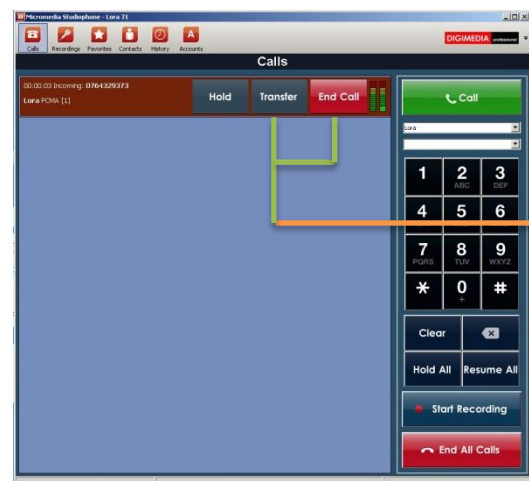 Micromedia Studiophone - Lora 71
Calls Recordings Favorites Contacts History Accounts
DIGIMEDIA professional
Calls
00:00:03 Incoming: 0764329373
Lora PCMA [1]
Hold Transfer End Call
Call
Lora
1 2 3
ABC DEF
4 5 6
7 8 9
PQRS TUV WXYZ
* 0 #
+
Clear
Hold All Resume All
Start Recording
End All Calls